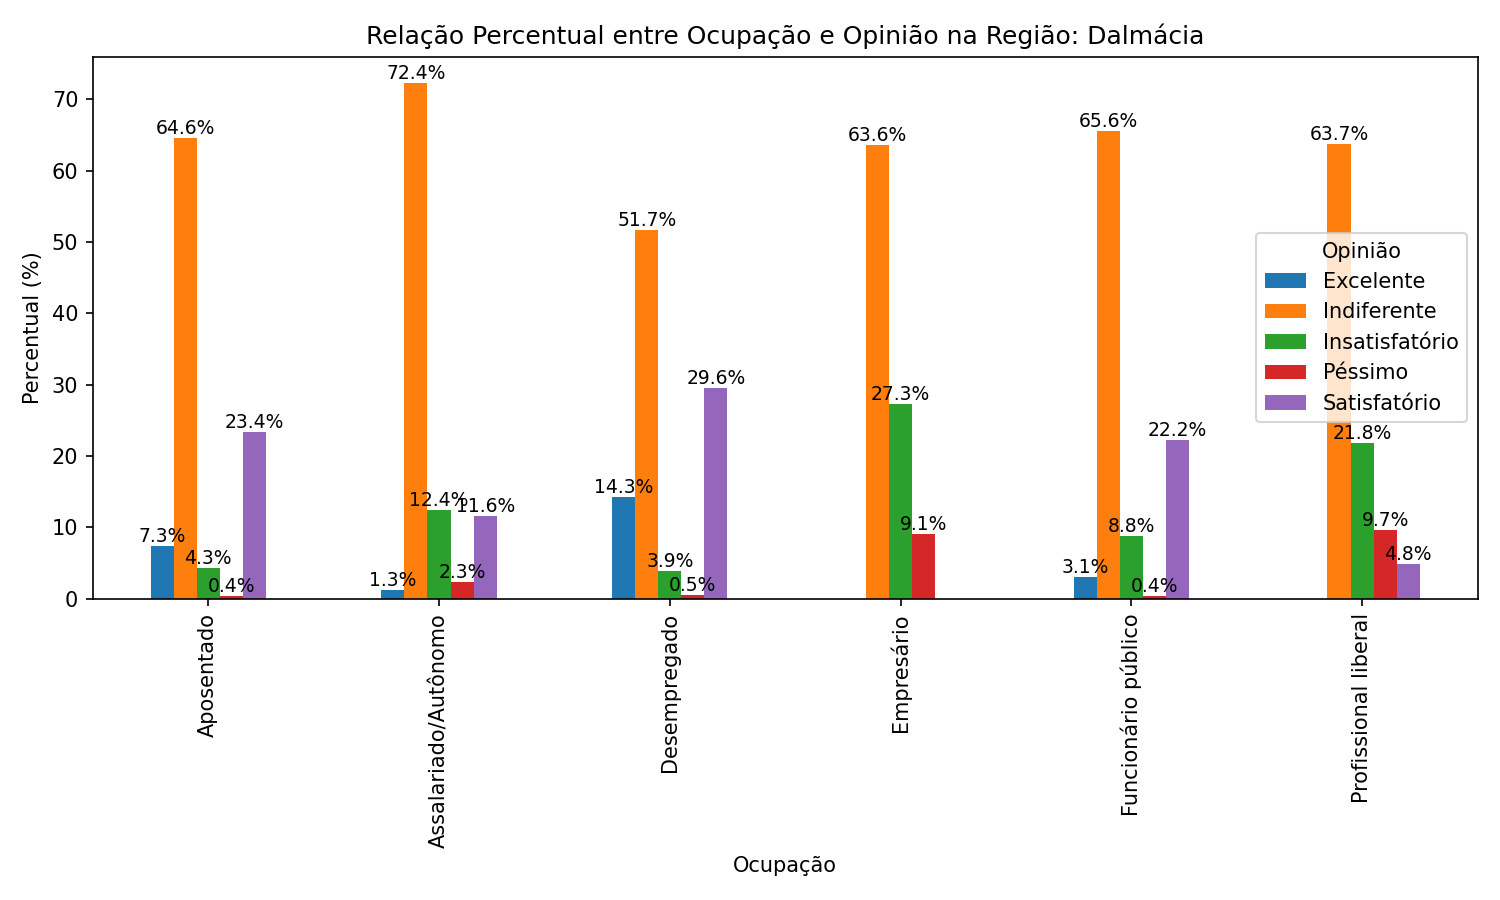 Relação Percentual entre Ocupação e Opinião na Região: Dalmácia
Percentual (%)
70
60
50
40
30
20
10
0
7.3%
64.6%
4.3%
0.4%
23.4%
1.3%
72.4%
12.4%
2.3%
11.6%
14.3%
51.7%
3.9%
0.5%
29.6%
63.6%
27.3%
9.1%
3.1%
65.6%
8.8%
0.4%
22.2%
63.7%
21.8%
9.7%
4.8%
Opinião
Excelente
Indiferente
Insatisfatório
Péssimo
Satisfatório
Aposentado
Assalariado/Autônomo
Desempregado
Empresário
Funcionário público
Profissional liberal
Ocupação